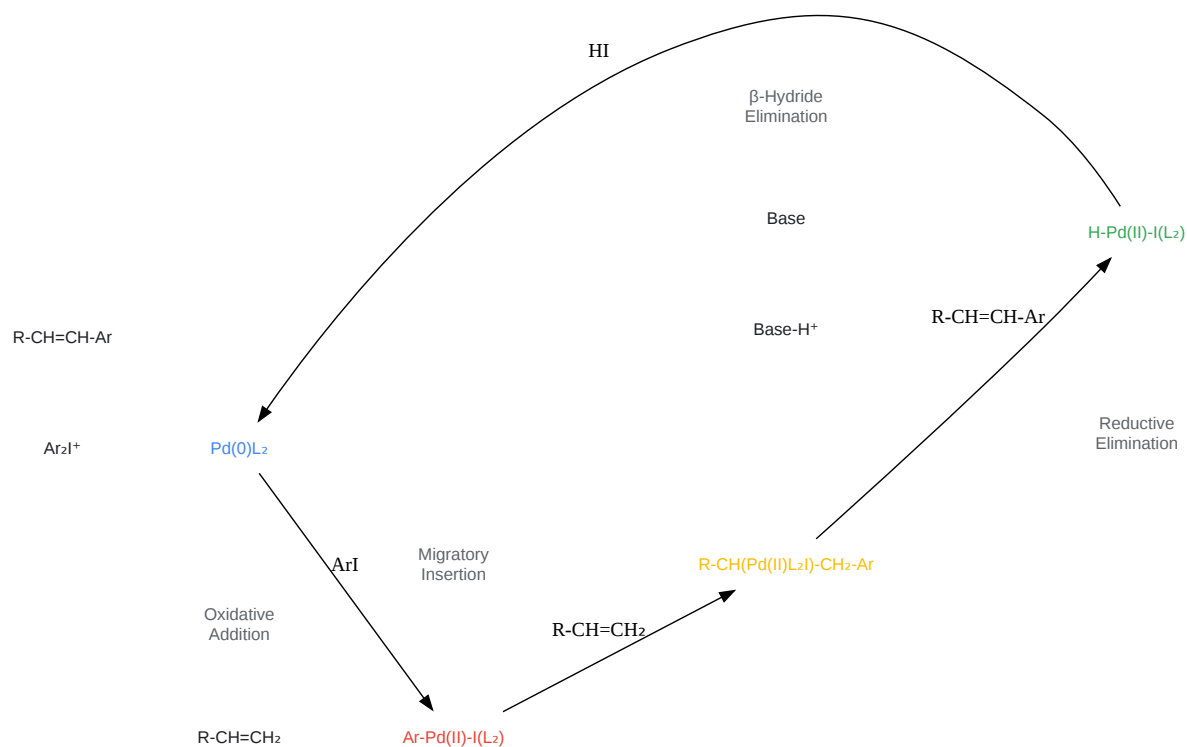 HI
β-Hydride
Elimination
Base
H-Pd(II)-I(L₂)
R-CH=CH-Ar
Base-H⁺
R-CH=CH-Ar
Reductive
Elimination
Ar₂I⁺
Pd(0)L₂
Migratory
Insertion
ArI
R-CH(Pd(II)L₂I)-CH₂-Ar
Oxidative
Addition
R-CH=CH₂
R-CH=CH₂
Ar-Pd(II)-I(L₂)